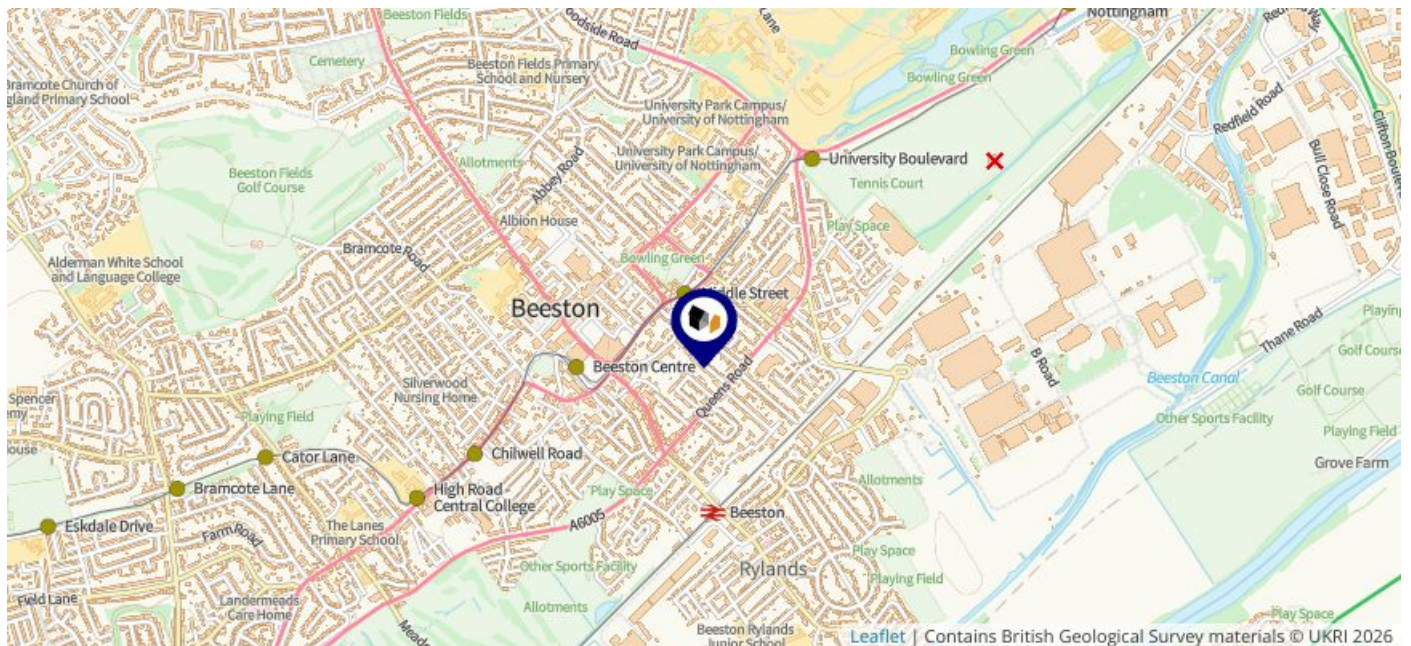 Beeston Fields
Woodside Road
Lane
Nottingham
Cemetery
Beeston Fields Primary
School and Nursery
Bowling Green
Bowling Green
Bramcote Church of
gland Primary School
University Park Campus/
University of Nottingham
Redfield Road
Clifton Boulevard
Allotments
Abbey Road
University Park Campus/
University of Nottingham
University Boulevard
Bull Close Road
Beeston Fields
Golf Course
60
Tennis Court
Albion House
Play Space
Bramcote Road
Alderman White School
and Language College
60
Bowling Green
Beeston
Middle Street
Thane Road
Playing
B Road
Golf Course
Beeston Centre
Beeston Canal
Silverwood
Nursing Home
Queens Road
Golf Course
Spencer
emy
Playing Field
Other Sports Facility
Playing Field
House
Cator Lane
Chilwell Road
Grove Farm
Bramcote Lane
High Road -
Central College
Play Space
Allotments
Eskdale Drive
The Lanes
Primary School
A6005
Beeston
Farm Road
Play Space
Other Sports Facility
Rylands
Playing Field
Field Lane
Landermeads
Care Home
Allotments
Play Space
Meado
Beeston Rylands
Junior School
Leaflet | Contains British Geological Survey materials © UKRI 2026